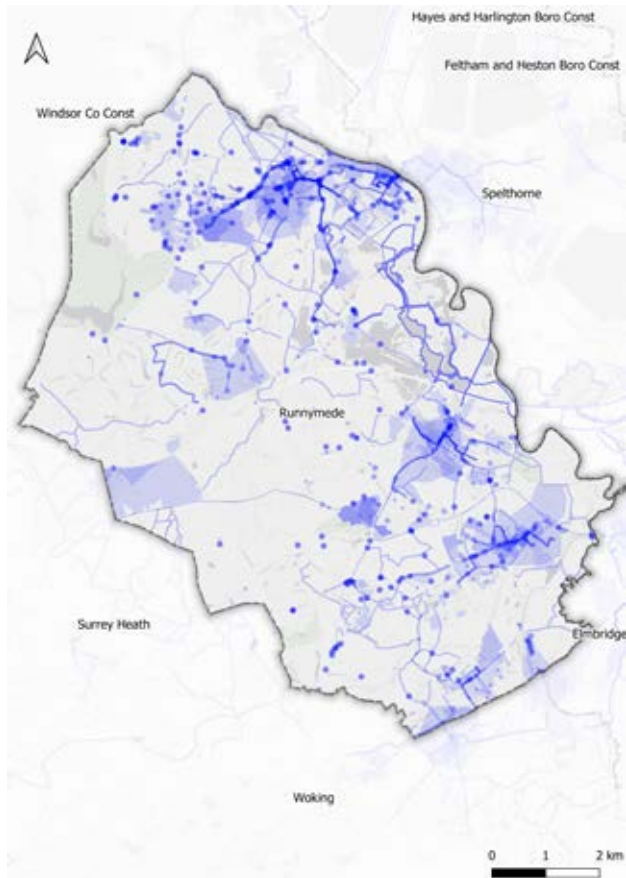 Hayes and Harlington Boro Const
Feltham and Heston Boro Const
Windsor Co Const
Spelthorne
Runnymede
Surrey Heath
Elmbridge
Woking
0 1 2 km